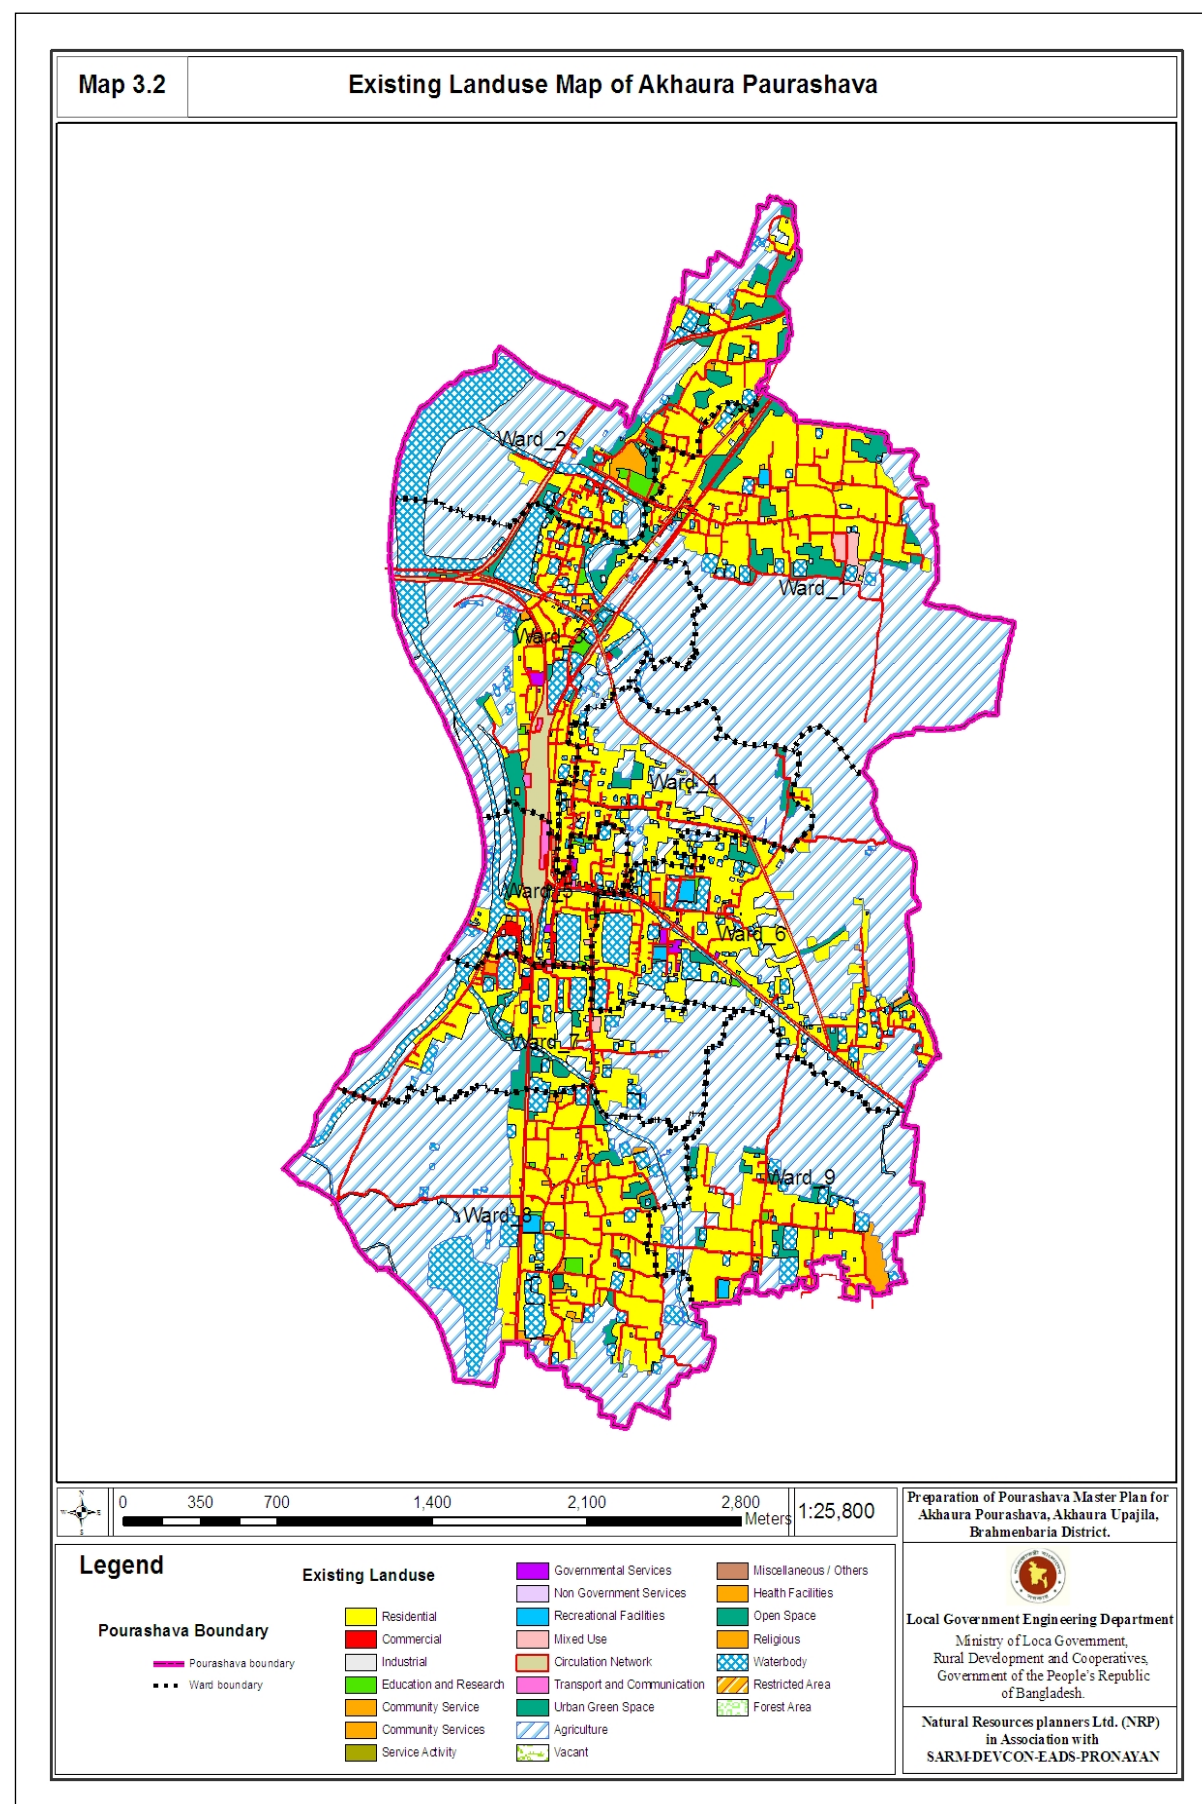 Map 3.2
Existing Landuse Map of Akhaura Paurashava
Ward_2
Ward_1
Ward_3
Ward_4
Ward_5
Ward_6
Ward_7
Ward_9
Ward_8
N
W
E
S
0 350 700 1,400 2,100 2,800
Meters
1:25,800
Legend
Pourashava Boundary
Pourashava boundary
Ward boundary
Existing Landuse
Residential
Commercial
Industrial
Education and Research
Community Service
Community Services
Service Activity
Governmental Services
Non Government Services
Recreational Facilities
Mixed Use
Circulation Network
Transport and Communication
Urban Green Space
Agriculture
Vacant
Miscellaneous / Others
Health Facilities
Open Space
Religious
Waterbody
Restricted Area
Forest Area
Preparation of Pourashava Master Plan for
Akhaura Pourashava, Akhaura Upajila,
Brahmenbaria District.
Local Government Engineering Department
Ministry of Loca Government,
Rural Development and Cooperatives,
Government of the People's Republic
of Bangladesh.
Natural Resources planners Ltd. (NRP)
in Association with
SARM-DEVCON-EADS-PRONAYAN